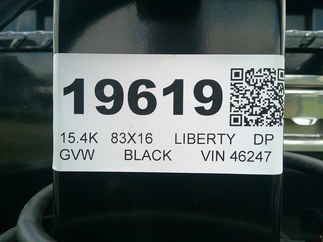 19619
15.4K 83X16 LIBERTY DP
GVW BLACK VIN 46247